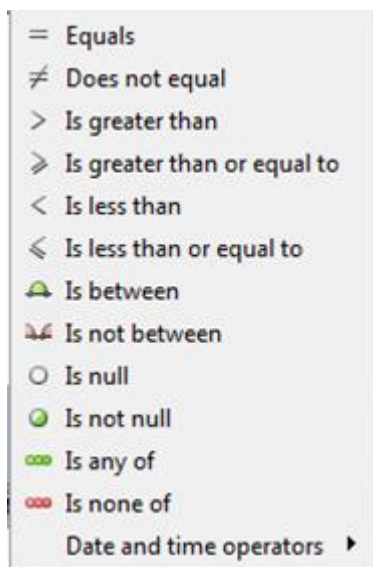 = Equals
≠ Does not equal
> Is greater than
⩾ Is greater than or equal to
< Is less than
⩽ Is less than or equal to
Is between
Is not between
Is null
Is not null
Is any of
Is none of
Date and time operators